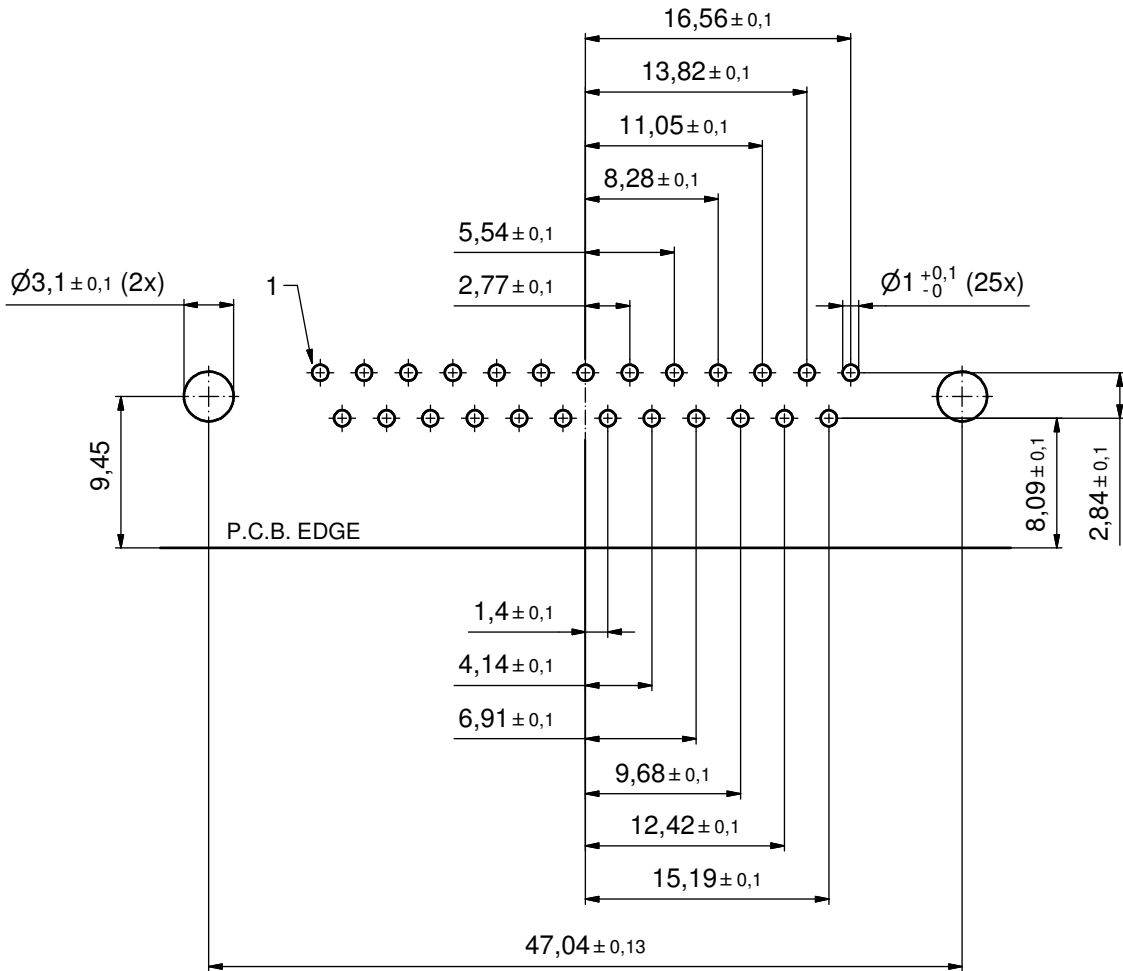 16,56 ± 0,1
13,82 ± 0,1
11,05 ± 0,1
8,28 ± 0,1
5,54 ± 0,1
Ø3,1 ± 0,1 (2x)
1
2,77 ± 0,1
Ø1 +0,1 -0 (25x)
9,45
8,09 ± 0,1
2,84 ± 0,1
P.C.B. EDGE
1,4 ± 0,1
4,14 ± 0,1
6,91 ± 0,1
9,68 ± 0,1
12,42 ± 0,1
15,19 ± 0,1
47,04 ± 0,13